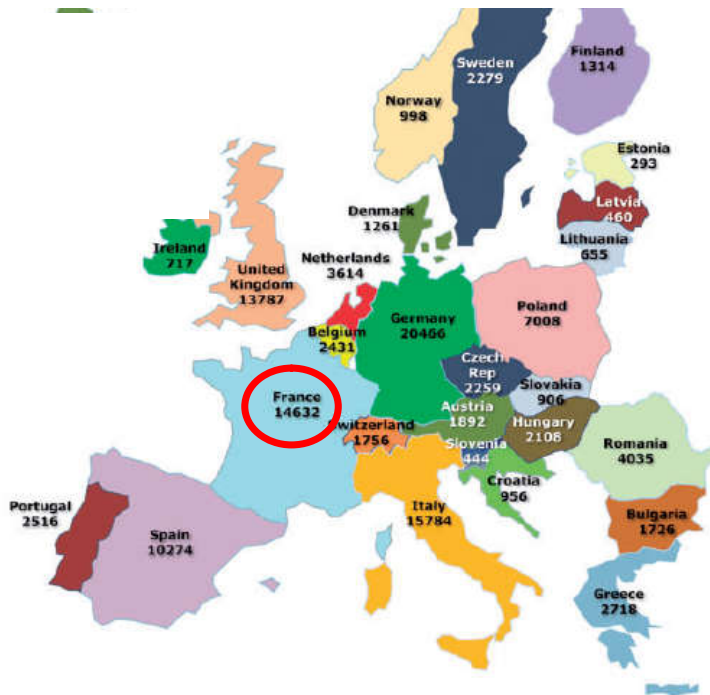 Finland
1314
Sweden
2279
Norway
998
Estonia
293
Latvia
460
Denmark
1261
Lithuania
655
Ireland
717
Netherlands
3614
United
Kingdom
13787
Poland
7008
Germany
20466
Belgium
2431
Czech
Rep
2259
Slovakia
906
France
14632
Austria
1892
Hungary
2108
Switzerland
1756
Slovenia
444
Romania
4035
Croatia
956
Portugal
2516
Italy
15784
Bulgaria
1726
Spain
10274
Greece
2718